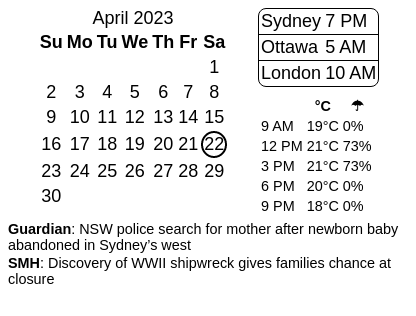 April 2023
Su Mo Tu We Th Fr Sa
1
2 3 4 5 6 7 8
9 10 11 12 13 14 15
16 17 18 19 20 21 22
23 24 25 26 27 28 29
30
Sydney 7 PM
Ottawa 5 AM
London 10 AM
°C ☂
9 AM 19°C 0%
12 PM 21°C 73%
3 PM 21°C 73%
6 PM 20°C 0%
9 PM 18°C 0%
Guardian: NSW police search for mother after newborn baby
abandoned in Sydney’s west
SMH: Discovery of WWII shipwreck gives families chance at
closure